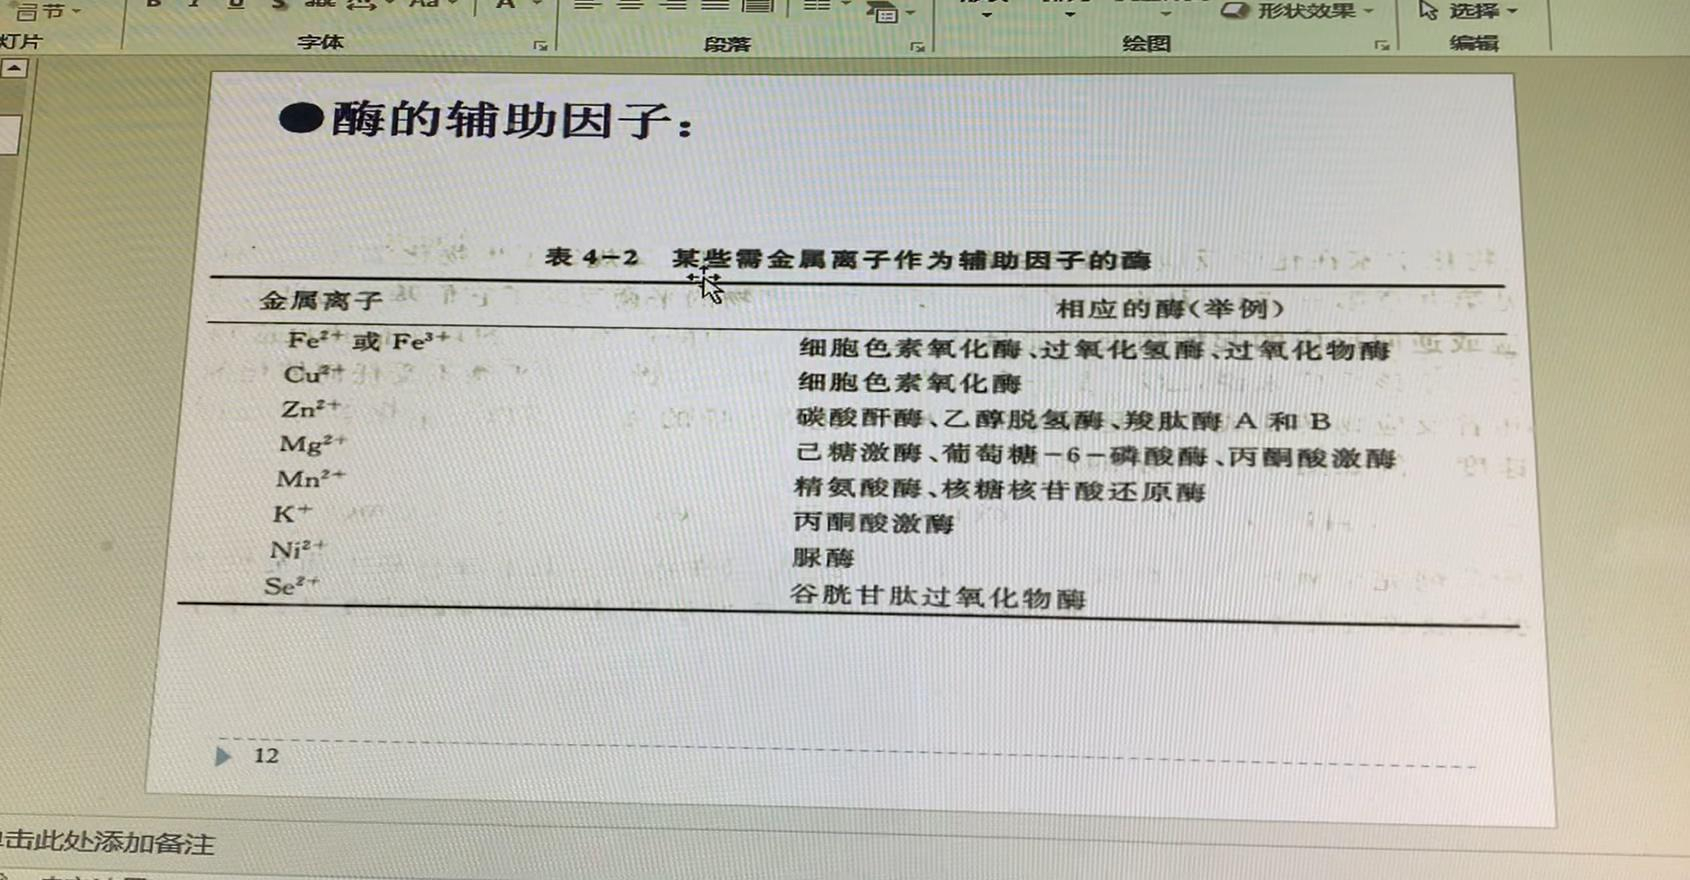 节
形状效果
选择
灯片
字体
段落
绘图
编辑
●酶的辅助因子：
表 4-2 某些需金属离子作为辅助因子的酶
金属离子 相应的酶(举例)
Fe²⁺ 或 Fe³⁺ 细胞色素氧化酶、过氧化氢酶、过氧化物酶
Cu²⁺ 细胞色素氧化酶
Zn²⁺ 碳酸酐酶、乙醇脱氢酶、羧肽酶 A 和 B
Mg²⁺ 己糖激酶、葡萄糖-6-磷酸酶、丙酮酸激酶
Mn²⁺ 精氨酸酶、核糖核苷酸还原酶
K⁺ 丙酮酸激酶
Ni²⁺ 脲酶
Se²⁺ 谷胱甘肽过氧化物酶
12
击此处添加备注